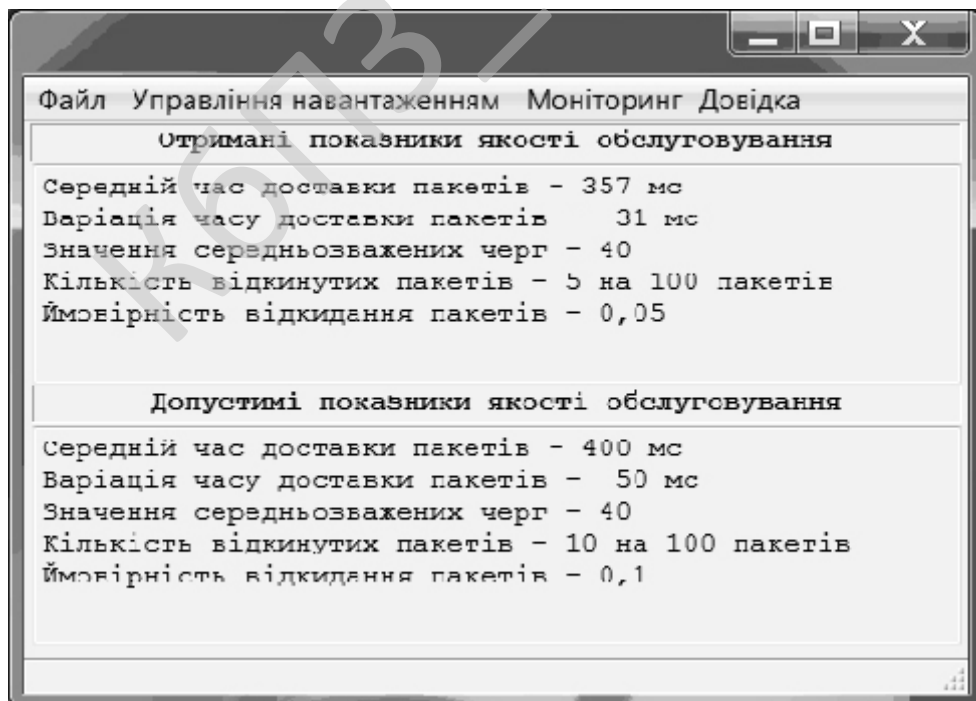 Файл Управління навантаженням Моніторинг Довідка
Отримані показники якості обслуговування
Середній час доставки пакетів – 357 мс
Варіація часу доставки пакетів 31 мс
Значення середньозважених черг – 40
Кількість відкинутих пакетів – 5 на 100 пакетів
Ймовірність відкидання пакетів – 0,05
Допустимі показники якості обслуговування
Середній час доставки пакетів – 400 мс
Варіація часу доставки пакетів – 50 мс
Значення середньозважених черг – 40
Кількість відкинутих пакетів – 10 на 100 пакетів
Ймовірність відкидання пакетів – 0,1
КбПЗ_